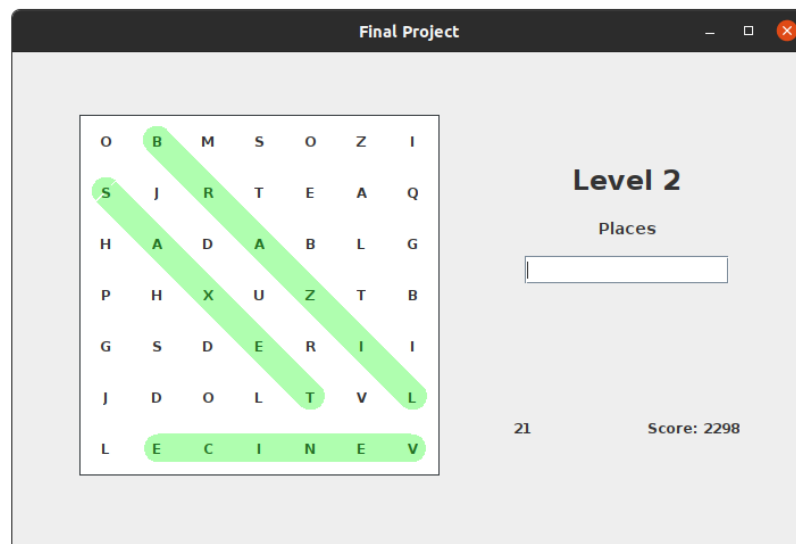 Final Project
O B M S O Z I
S J R T E A Q
H A D A B L G
P H X U Z T B
G S D E R I I
J D O L T V L
L E C I N E V
Level 2
Places
21 Score: 2298